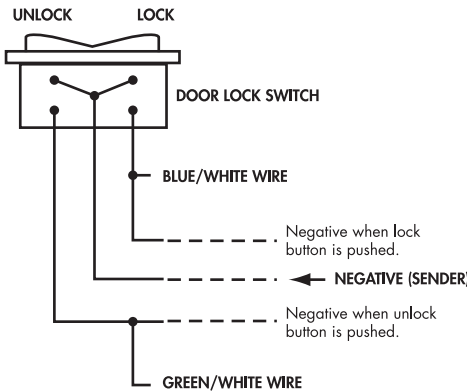 UNLOCK LOCK
DOOR LOCK SWITCH
BLUE/WHITE WIRE
Negative when lock
button is pushed.
NEGATIVE (SENDER)
Negative when unlock
button is pushed.
GREEN/WHITE WIRE